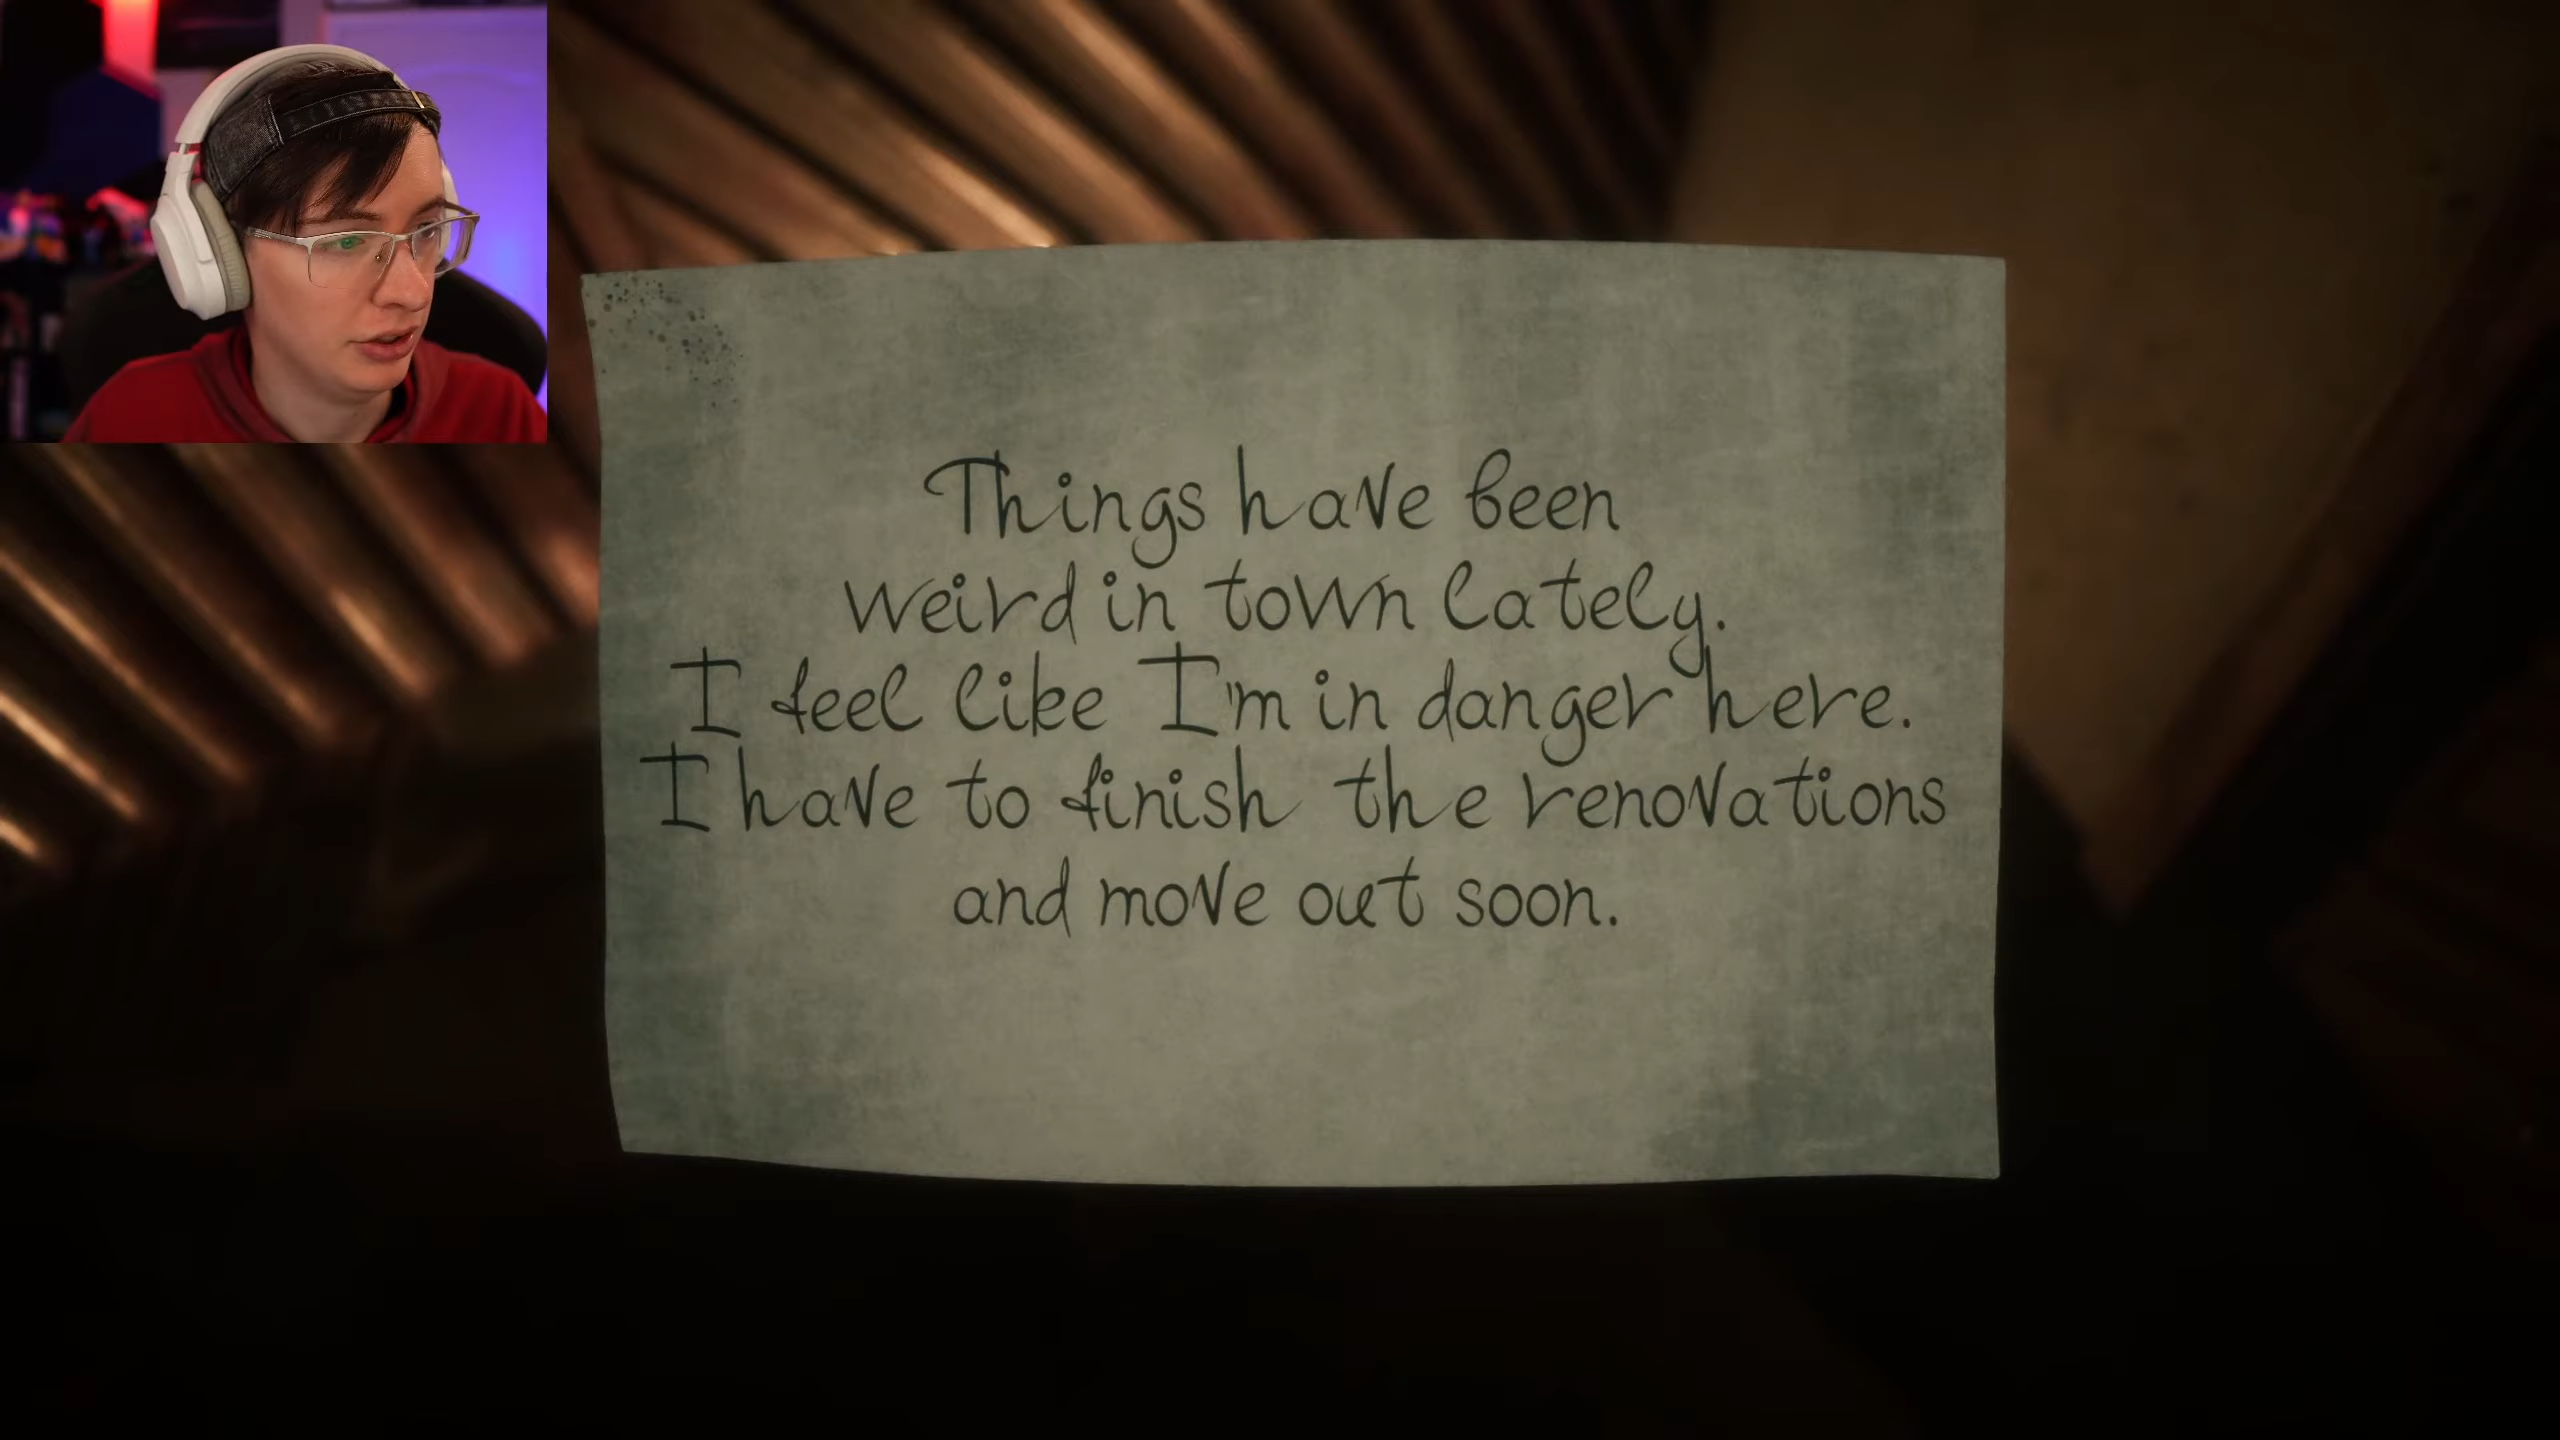 Things have been
weird in town lately.
I feel like I'm in danger here.
I have to finish the renovations
and move out soon.